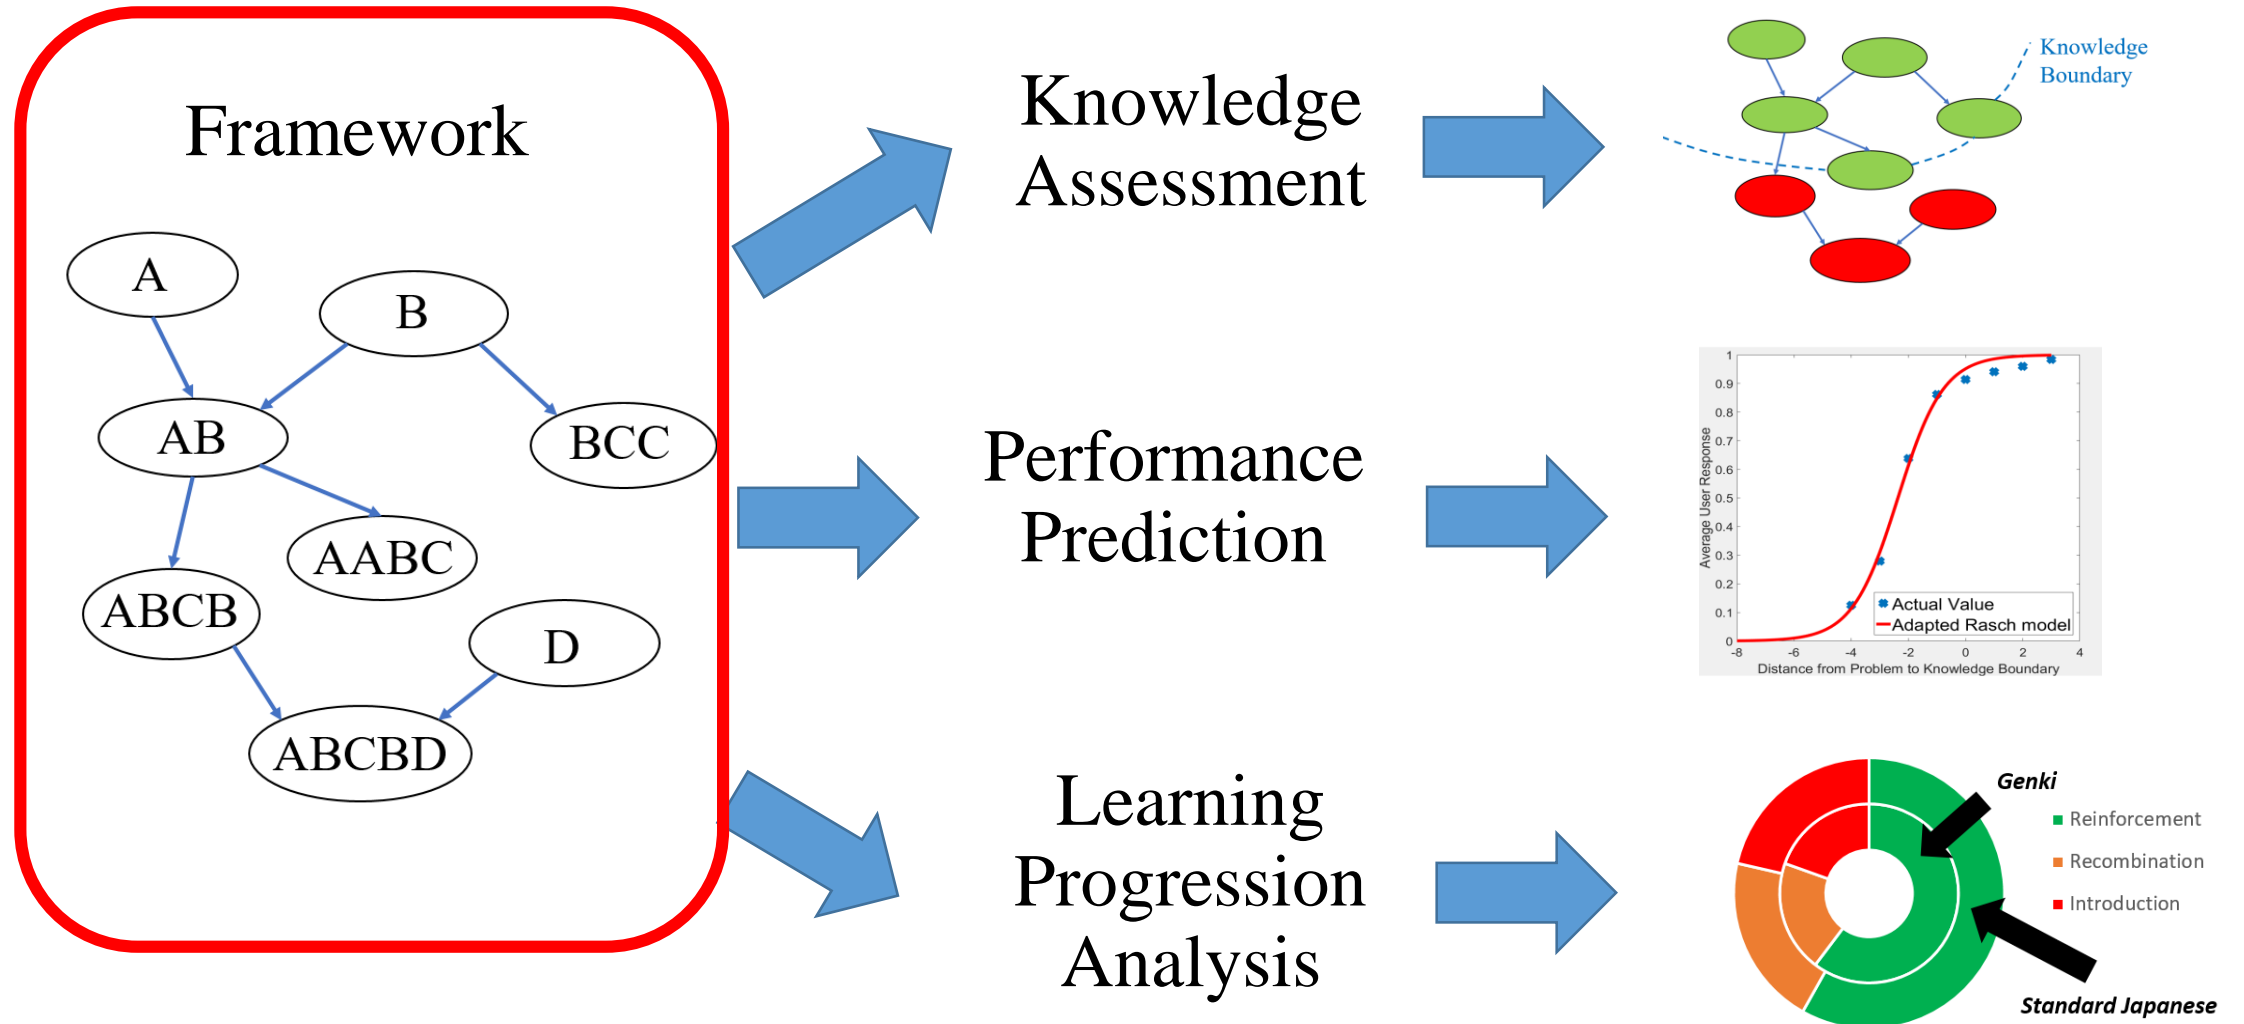 Framework
A
B
AB
BCC
AABC
ABCB
D
ABCBD
Knowledge
Assessment
Knowledge
Boundary
Performance
Prediction
Average User Response
1
0.9
0.8
0.7
0.6
0.5
0.4
0.3
0.2
0.1
0
-8
-6
-4
-2
0
2
4
Actual Value
Adapted Rasch model
Distance from Problem to Knowledge Boundary
Learning
Progression
Analysis
Genki
Reinforcement
Recombination
Introduction
Standard Japanese